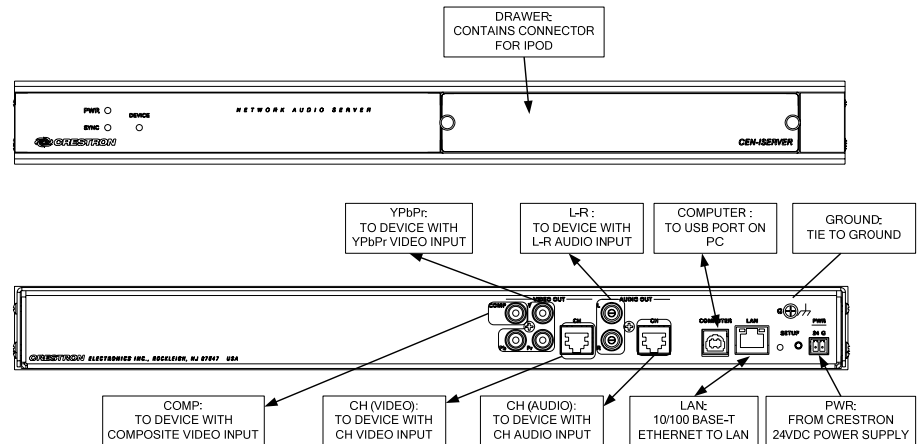 DRAWER:
CONTAINS CONNECTOR
FOR IPOD
PWR
SYNC
DEVICE
NETWORK AUDIO SERVER
CRESTRON
CEN-ISERVER
YPbPr:
TO DEVICE WITH
YPbPr VIDEO INPUT
L-R :
TO DEVICE WITH
L-R AUDIO INPUT
COMPUTER :
TO USB PORT ON
PC
GROUND:
TIE TO GROUND
VIDEO OUT
AUDIO OUT
COMP
Y
Pb
Pr
CH
L
R
CH
COMPUTER
LAN
G
SETUP
PWR
24 G
CRESTRON ELECTRONICS INC., ROCKLEIGH, NJ 07647 USA
COMP:
TO DEVICE WITH
COMPOSITE VIDEO INPUT
CH (VIDEO):
TO DEVICE WITH
CH VIDEO INPUT
CH (AUDIO):
TO DEVICE WITH
CH AUDIO INPUT
LAN:
10/100 BASE-T
ETHERNET TO LAN
PWR:
FROM CRESTRON
24VDC POWER SUPPLY